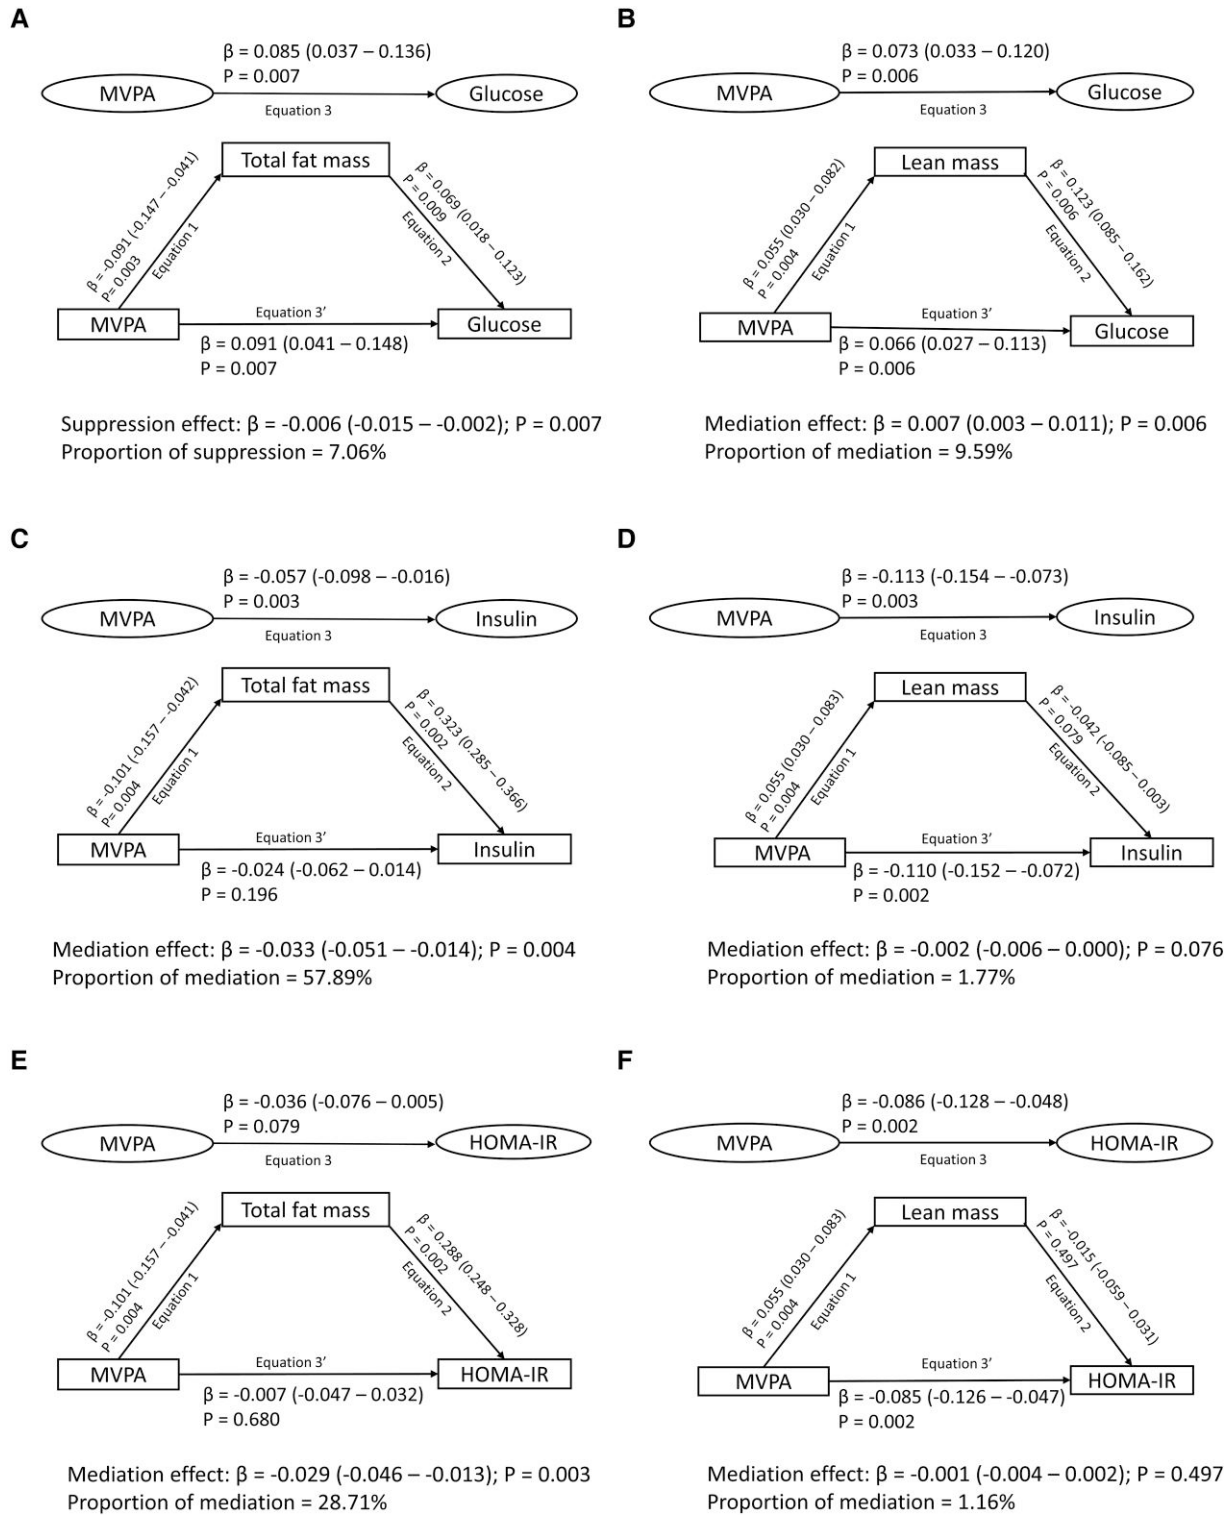 A
β = 0.085 (0.037 – 0.136)
P = 0.007
MVPA
Glucose
Equation 3
Total fat mass
β = -0.091 (-0.147 – -0.041)
P= 0.003
Equation 1
β = 0.069 (0.018 – 0.123)
P = 0.009
Equation 2
MVPA
Equation 3’
Glucose
β = 0.091 (0.041 – 0.148)
P = 0.007
Suppression effect: β = -0.006 (-0.015 – -0.002); P = 0.007
Proportion of suppression = 7.06%
B
β = 0.073 (0.033 – 0.120)
P = 0.006
MVPA
Glucose
Equation 3
Lean mass
β = 0.055 (0.030 – 0.082)
P = 0.004
Equation 1
β = 0.123 (0.085 – 0.162)
P = 0.006
Equation 2
MVPA
Equation 3’
Glucose
β = 0.066 (0.027 – 0.113)
P = 0.006
Mediation effect: β = 0.007 (0.003 – 0.011); P = 0.006
Proportion of mediation = 9.59%
C
β = -0.057 (-0.098 – -0.016)
P = 0.003
MVPA
Insulin
Equation 3
Total fat mass
β = -0.101 (-0.157 – -0.042)
P = 0.004
Equation 1
β = 0.323 (0.285 – 0.366)
P = 0.002
Equation 2
MVPA
Equation 3’
Insulin
β = -0.024 (-0.062 – 0.014)
P = 0.196
Mediation effect: β = -0.033 (-0.051 – -0.014); P = 0.004
Proportion of mediation = 57.89%
D
β = -0.113 (-0.154 – -0.073)
P = 0.003
MVPA
Insulin
Equation 3
Lean mass
β = 0.055 (0.030 – 0.083)
P = 0.004
Equation 1
β = -0.042 (-0.085 – 0.003)
P = 0.079
Equation 2
MVPA
Equation 3’
Insulin
β = -0.110 (-0.152 – -0.072)
P = 0.002
Mediation effect: β = -0.002 (-0.006 – 0.000); P = 0.076
Proportion of mediation = 1.77%
E
β = -0.036 (-0.076 – 0.005)
P = 0.079
MVPA
HOMA-IR
Equation 3
Total fat mass
β = -0.101 (-0.157 – -0.041)
P = 0.004
Equation 1
β = 0.288 (0.248 – 0.328)
P = 0.002
Equation 2
MVPA
Equation 3’
HOMA-IR
β = -0.007 (-0.047 – 0.032)
P = 0.680
Mediation effect: β = -0.029 (-0.046 – -0.013); P = 0.003
Proportion of mediation = 28.71%
F
β = -0.086 (-0.128 – -0.048)
P = 0.002
MVPA
HOMA-IR
Equation 3
Lean mass
β = 0.055 (0.030 – 0.083)
P = 0.004
Equation 1
β = -0.015 (-0.059 – 0.031)
P = 0.497
Equation 2
MVPA
Equation 3’
HOMA-IR
β = -0.085 (-0.126 – -0.047)
P = 0.002
Mediation effect: β = -0.001 (-0.004 – 0.002); P = 0.497
Proportion of mediation = 1.16%